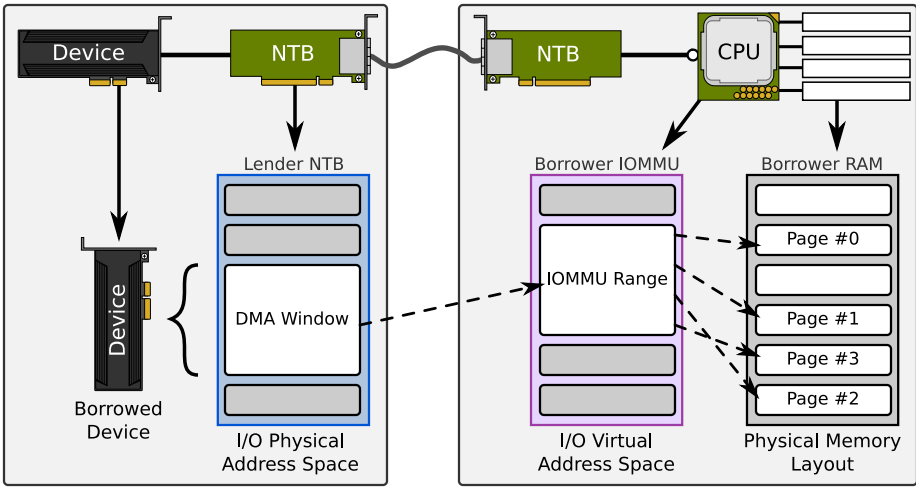 Device
NTB
NTB
CPU
Lender NTB
Borrower IOMMU
Borrower RAM
Page #0
IOMMU Range
DMA Window
Page #1
Device
Page #3
Page #2
Borrowed
Device
I/O Physical
Address Space
I/O Virtual
Address Space
Physical Memory
Layout